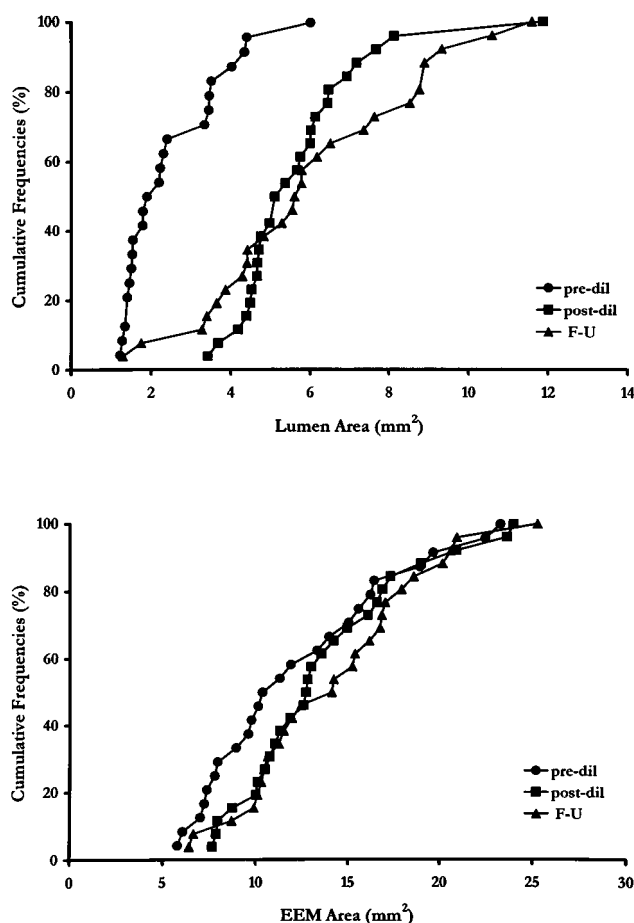 100
80
60
40
20
0
Cumulative Frequencies (%)
pre-dil
post-dil
F-U
0 2 4 6 8 10 12 14
Lumen Area (mm²)
100
80
60
40
20
0
Cumulative Frequencies (%)
pre-dil
post-dil
F-U
0 5 10 15 20 25 30
EEM Area (mm²)